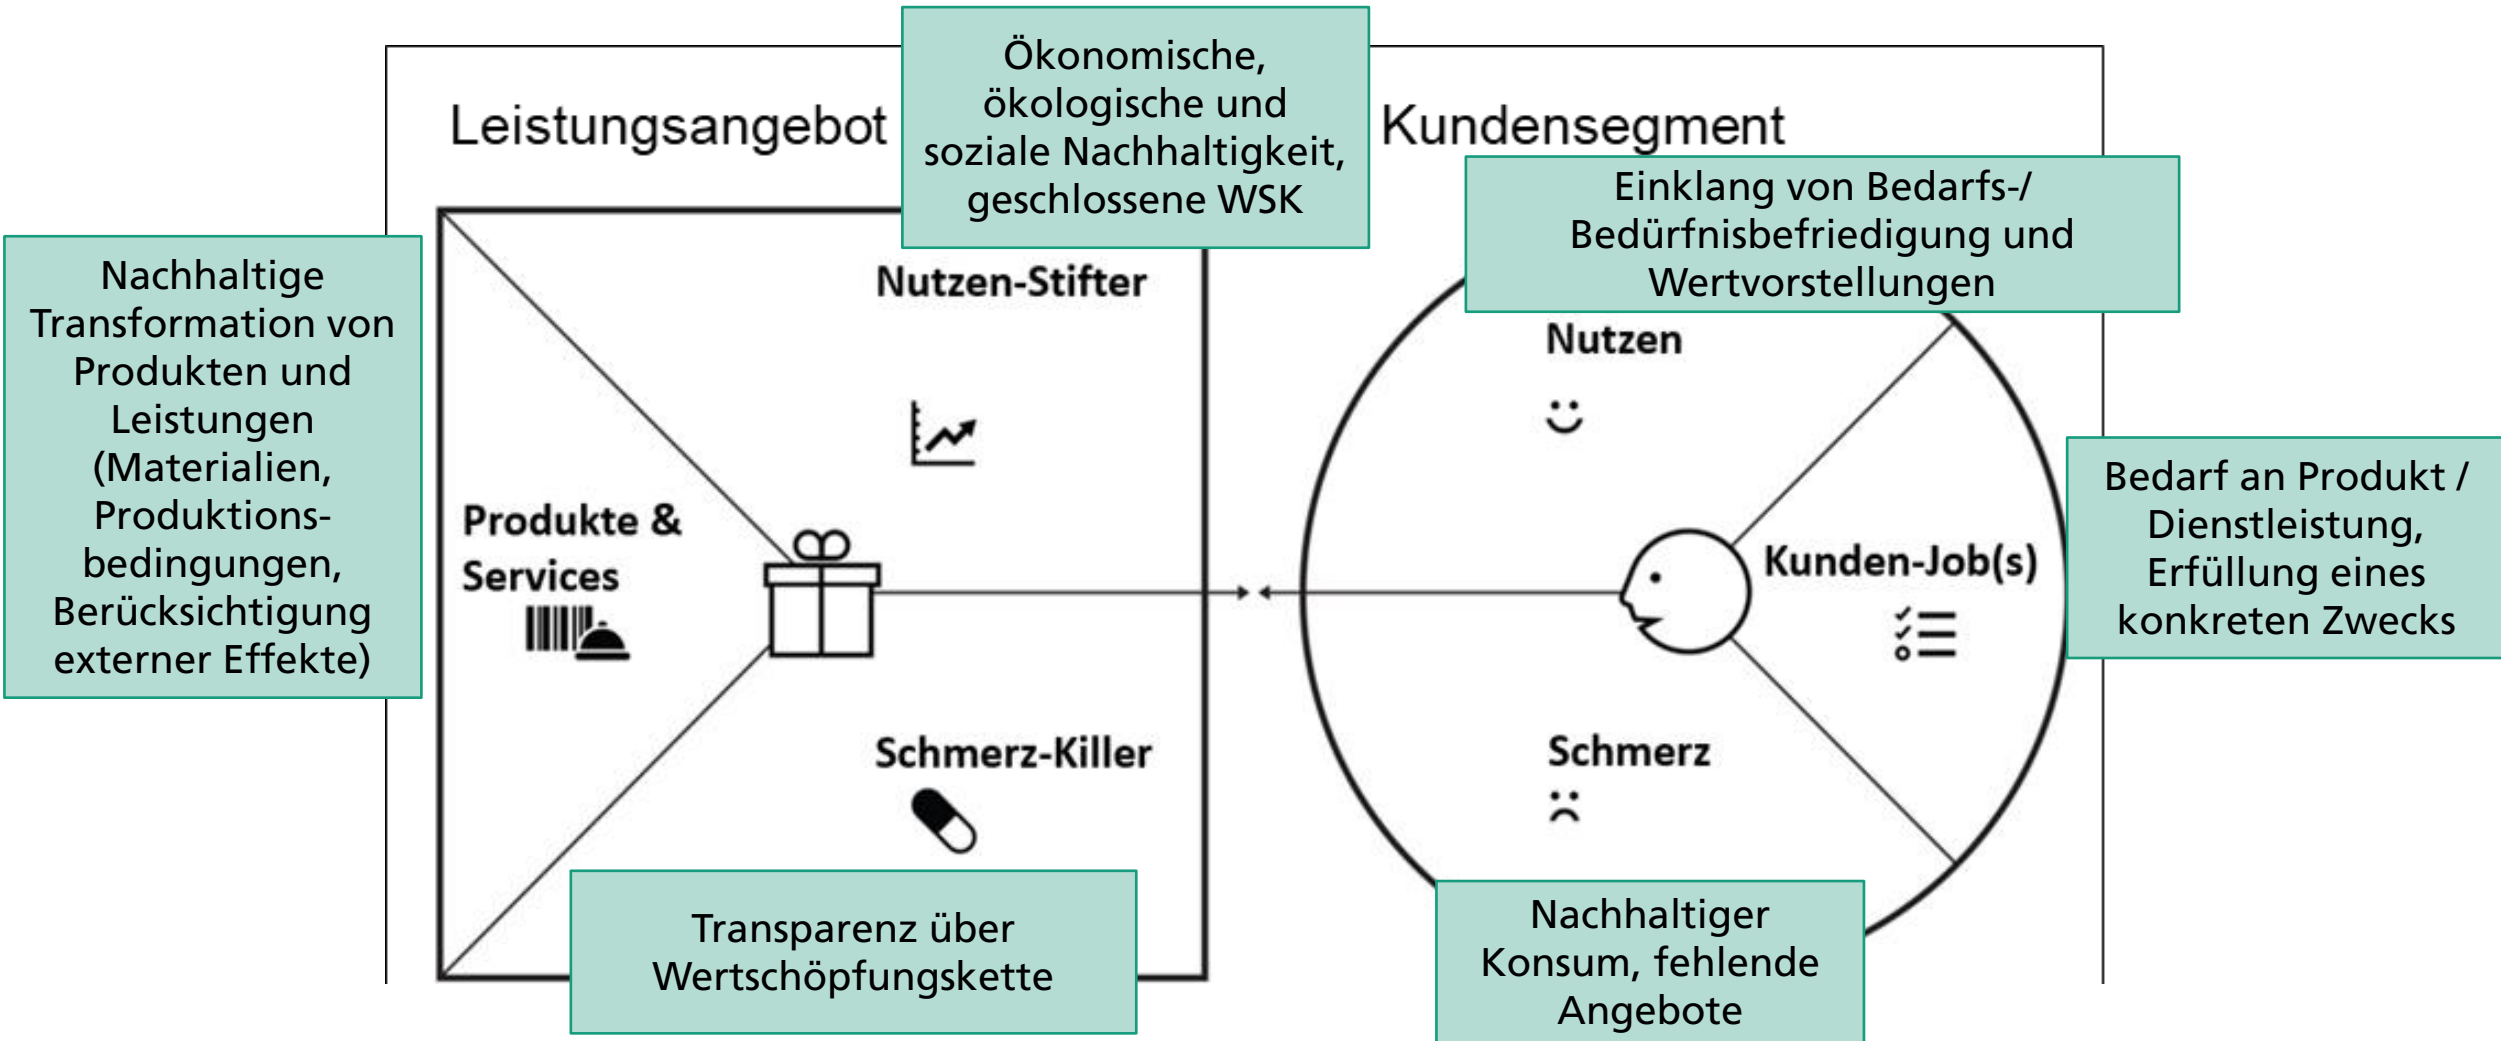 Leistungsangebot
Ökonomische,
ökologische und
soziale Nachhaltigkeit,
geschlossene WSK
Kundensegment
Einklang von Bedarfs-/
Bedürfnisbefriedigung und
Wertvorstellungen
Nachhaltige
Transformation von
Produkten und
Leistungen
(Materialien,
Produktions-
bedingungen,
Berücksichtigung
externer Effekte)
Nutzen-Stifter
Produkte &
Services
Schmerz-Killer
Transparenz über
Wertschöpfungskette
Nutzen
Kunden-Job(s)
Schmerz
Bedarf an Produkt /
Dienstleistung,
Erfüllung eines
konkreten Zwecks
Nachhaltiger
Konsum, fehlende
Angebote